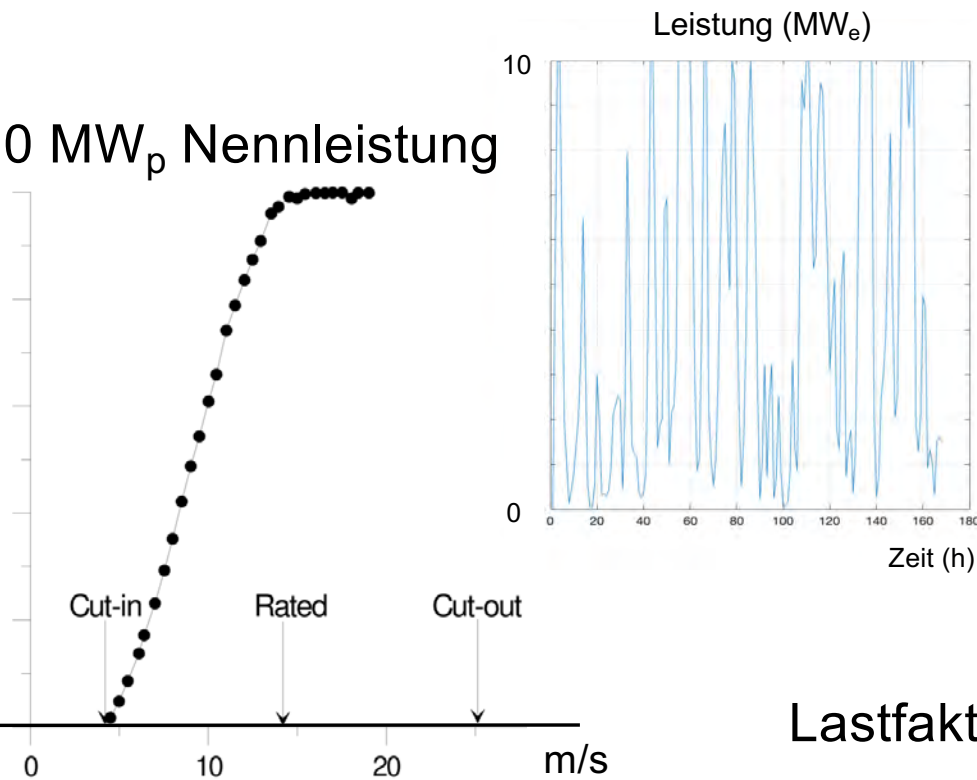 Leistung (MWₑ)
10
0 MWₚ Nennleistung
0
0 20 40 60 80 100 120 140 160 180
Zeit (h)
Cut-in Rated Cut-out
Lastfakt
0 10 20 m/s